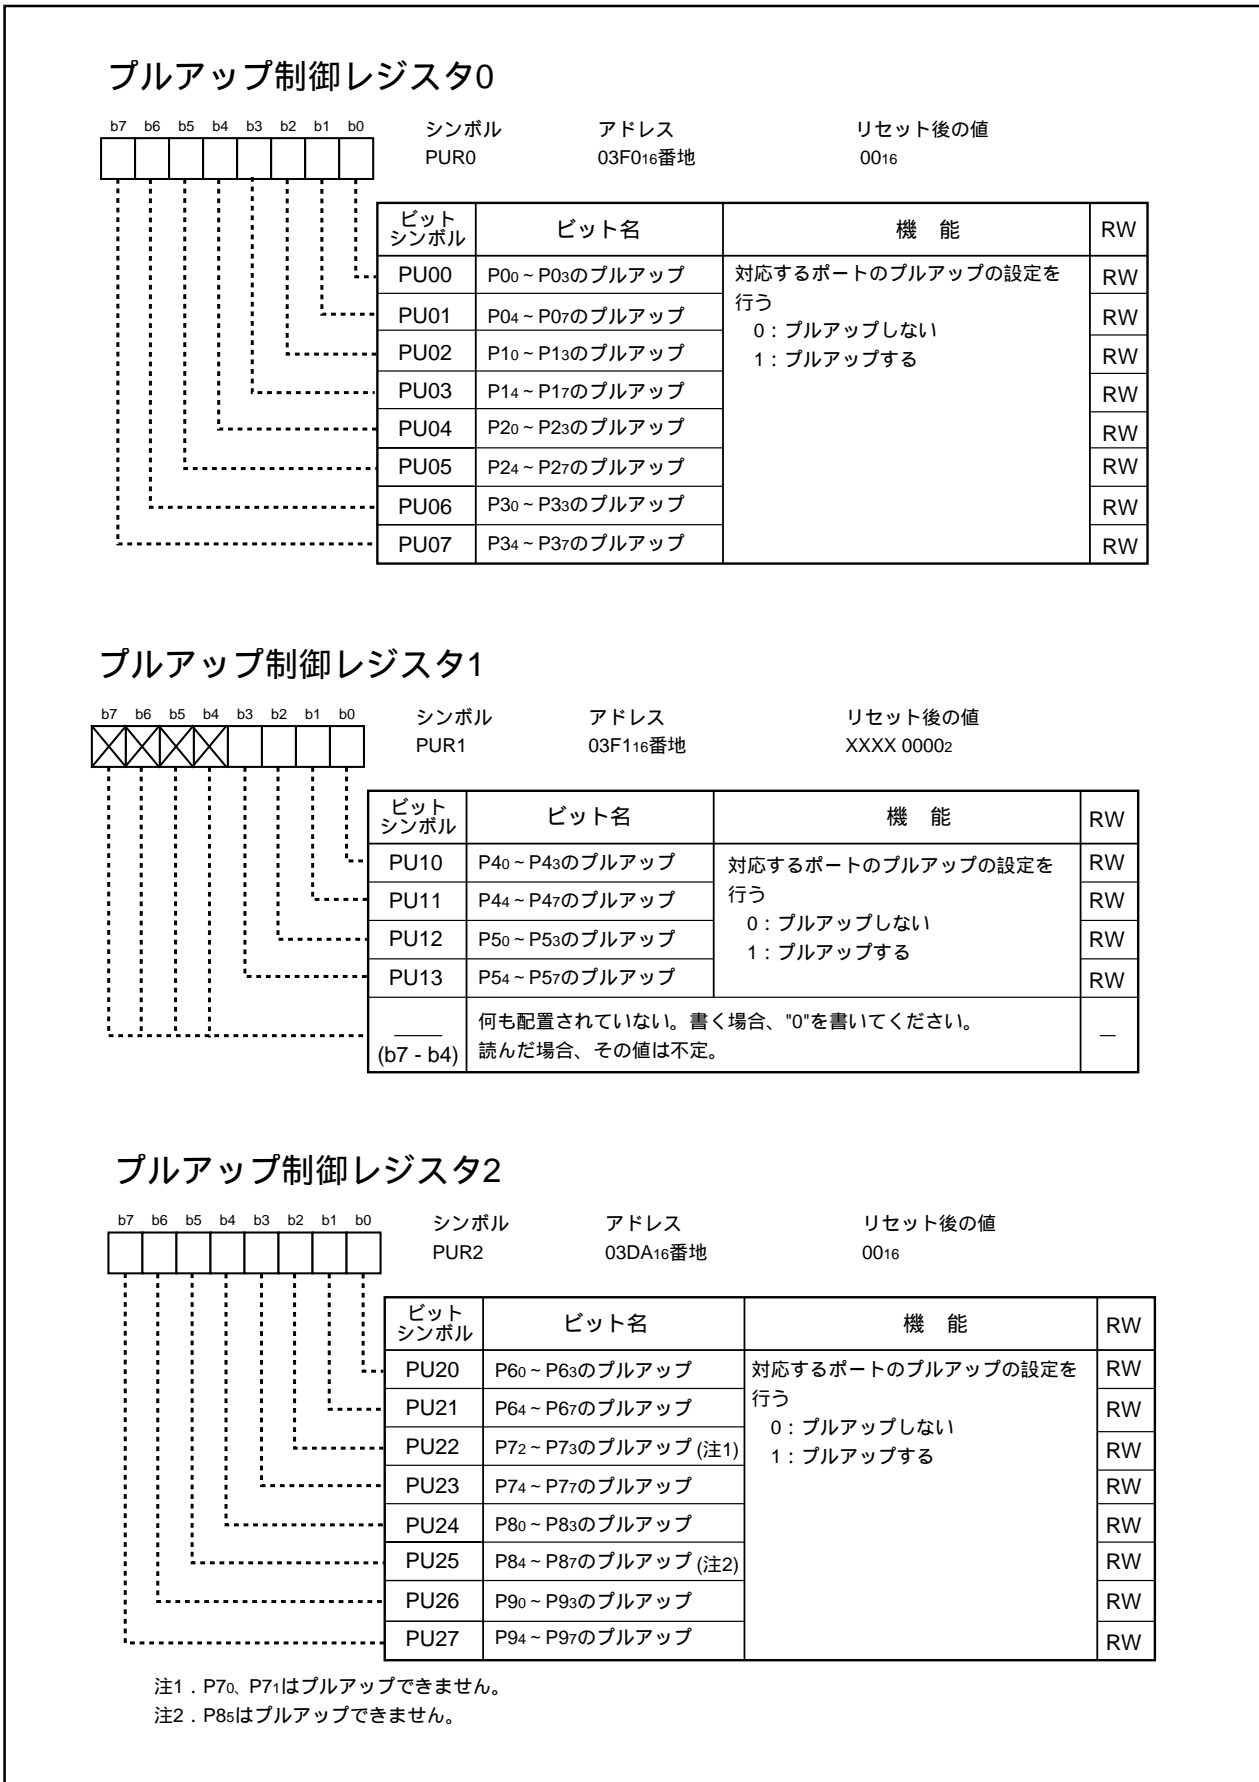 プルアップ制御レジスタ0
b7 b6 b5 b4 b3 b2 b1 b0
シンボル アドレス リセット後の値
PUR0 03F016番地 0016
ビットシンボル ビット名 機 能 RW
PU00 P00 ~ P03のプルアップ 対応するポートのプルアップの設定を RW
行う
PU01 P04 ~ P07のプルアップ RW
0:プルアップしない
PU02 P10 ~ P13のプルアップ 1:プルアップする RW
PU03 P14 ~ P17のプルアップ RW
PU04 P20 ~ P23のプルアップ RW
PU05 P24 ~ P27のプルアップ RW
PU06 P30 ~ P33のプルアップ RW
PU07 P34 ~ P37のプルアップ RW
プルアップ制御レジスタ1
b7 b6 b5 b4 b3 b2 b1 b0
シンボル アドレス リセット後の値
PUR1 03F116番地 XXXX 00002
ビットシンボル ビット名 機 能 RW
PU10 P40 ~ P43のプルアップ 対応するポートのプルアップの設定を RW
PU11 P44 ~ P47のプルアップ 行う RW
0:プルアップしない
PU12 P50 ~ P53のプルアップ RW
1:プルアップする
PU13 P54 ~ P57のプルアップ RW
何も配置されていない。書く場合、"0"を書いてください。 —
(b7 - b4) 読んだ場合、その値は不定。
プルアップ制御レジスタ2
b7 b6 b5 b4 b3 b2 b1 b0
シンボル アドレス リセット後の値
PUR2 03DA16番地 0016
ビットシンボル ビット名 機 能 RW
PU20 P60 ~ P63のプルアップ 対応するポートのプルアップの設定を RW
行う
PU21 P64 ~ P67のプルアップ RW
0:プルアップしない
PU22 P72 ~ P73のプルアップ (注1) 1:プルアップする RW
PU23 P74 ~ P77のプルアップ RW
PU24 P80 ~ P83のプルアップ RW
PU25 P84 ~ P87のプルアップ (注2) RW
PU26 P90 ~ P93のプルアップ RW
PU27 P94 ~ P97のプルアップ RW
注1.P70、P71はプルアップできません。
注2.P85はプルアップできません。